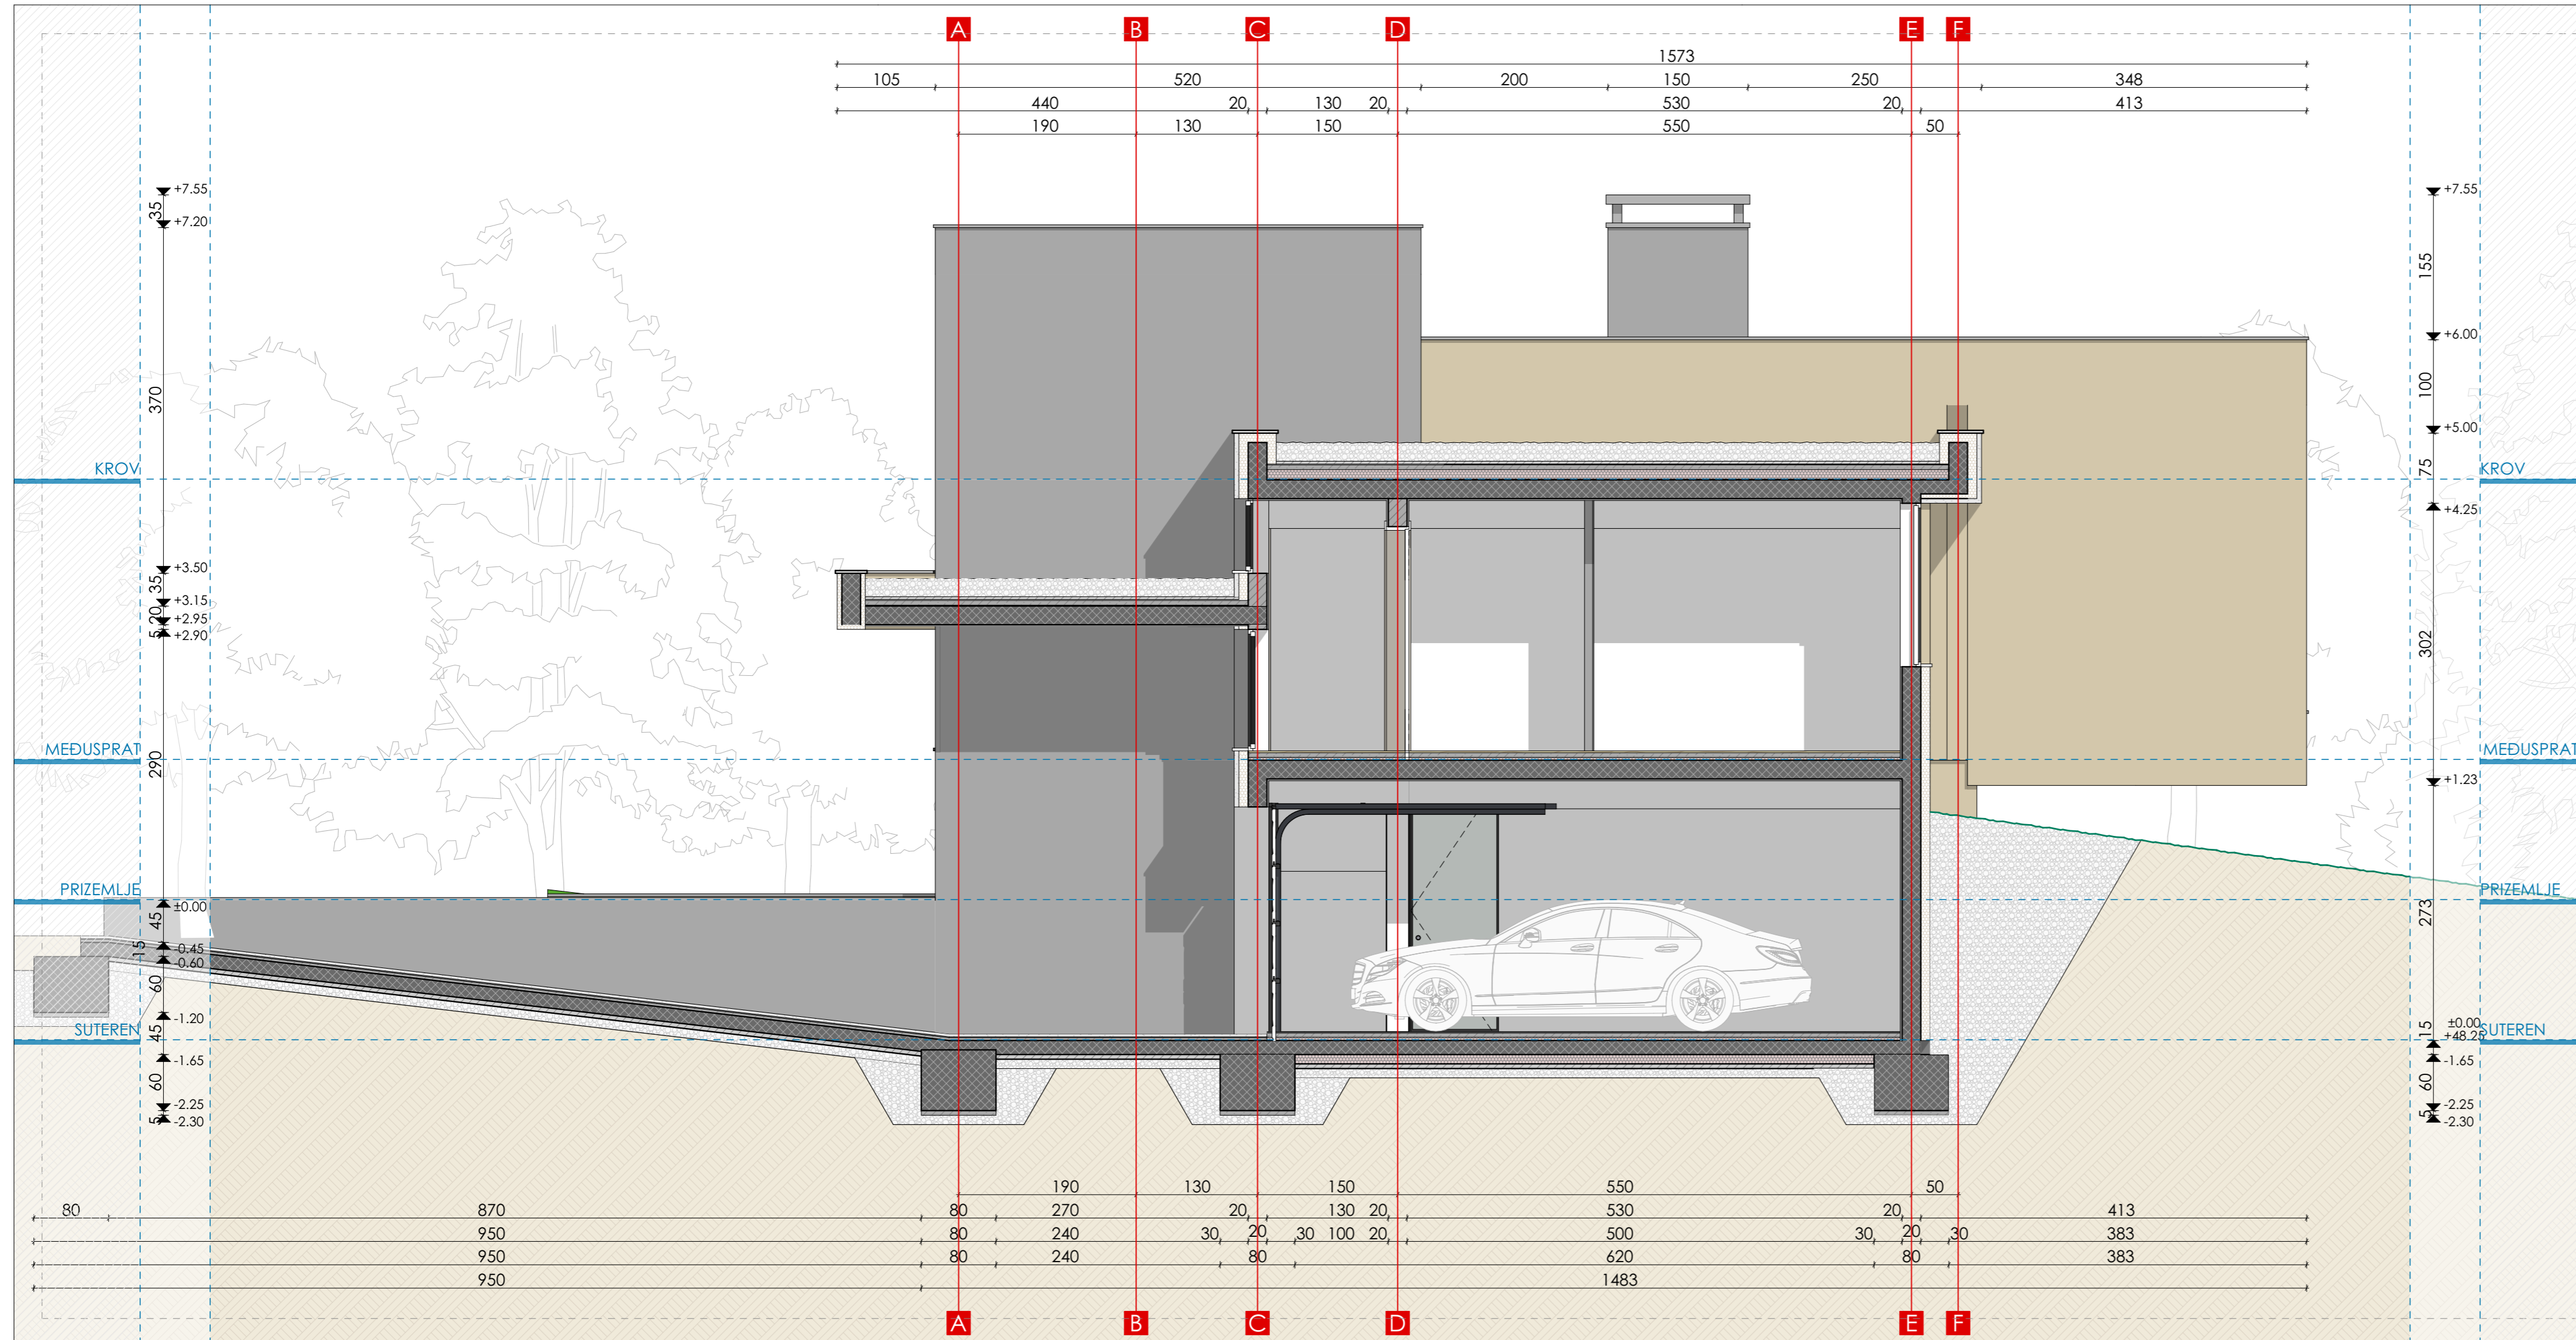 A B C D E F
1573
105 520 200 150 250 348
440 20 130 20 530 20 413
190 130 150 550 50
+7.55
35
+7.20
370
KROV
+3.50
35
+3.15
20
+2.95
5
+2.90
MEĐUSPRAT
290
PRIZEMLJE
±0.00
45
-0.45
15
-0.60
60
-1.20
SUTEREN
45
-1.65
60
-2.25
5
-2.30
+7.55
155
+6.00
100
+5.00
KROV
75
+4.25
302
MEĐUSPRAT
+1.23
PRIZEMLJE
273
±0.00
+48.25
SUTEREN
15
-1.65
60
-2.25
5
-2.30
190 130 150 550 50
80 870 80 270 20 130 20 530 20 413
950 80 240 30 20 30 100 20 500 30 20 30 383
950 80 240 80 620 80 383
950 1483
A B C D E F